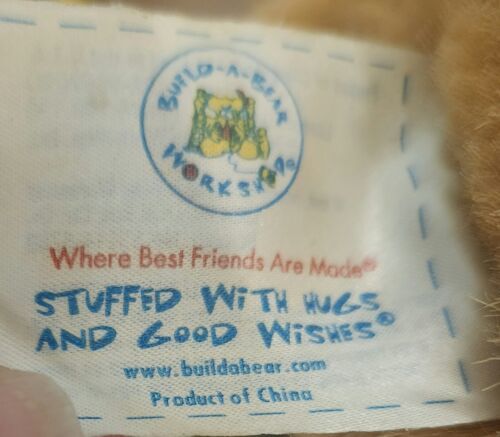 BUILD-A-BEAR
WORKSHOP
Where Best Friends Are Made®
STUFFED WITH HUGS
AND GOOD WISHES®
www.buildabear.com
Product of China